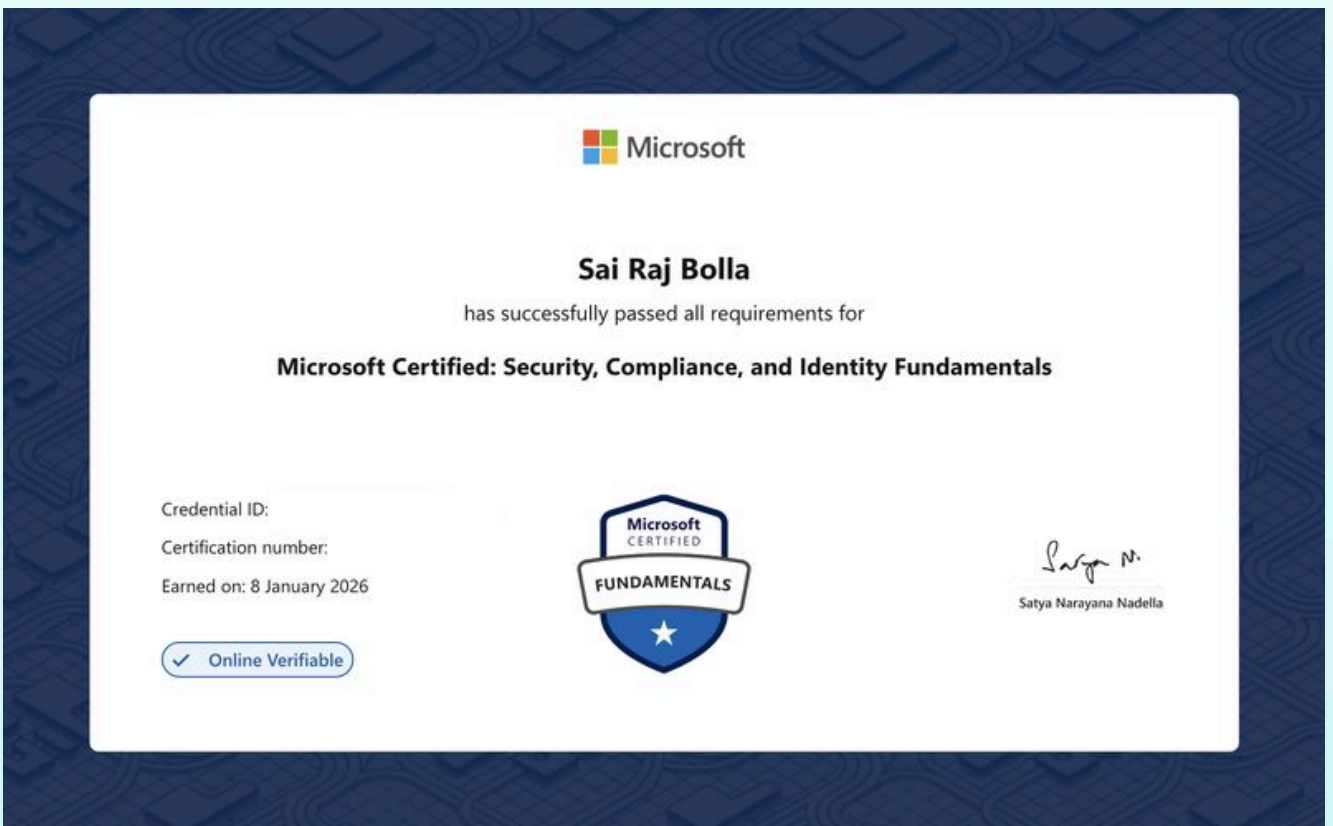 Microsoft
Sai Raj Bolla
has successfully passed all requirements for
Microsoft Certified: Security, Compliance, and Identity Fundamentals
Credential ID:
Certification number:
Earned on: 8 January 2026
Online Verifiable
Microsoft
CERTIFIED
FUNDAMENTALS
Satya N.
Satya Narayana Nadella